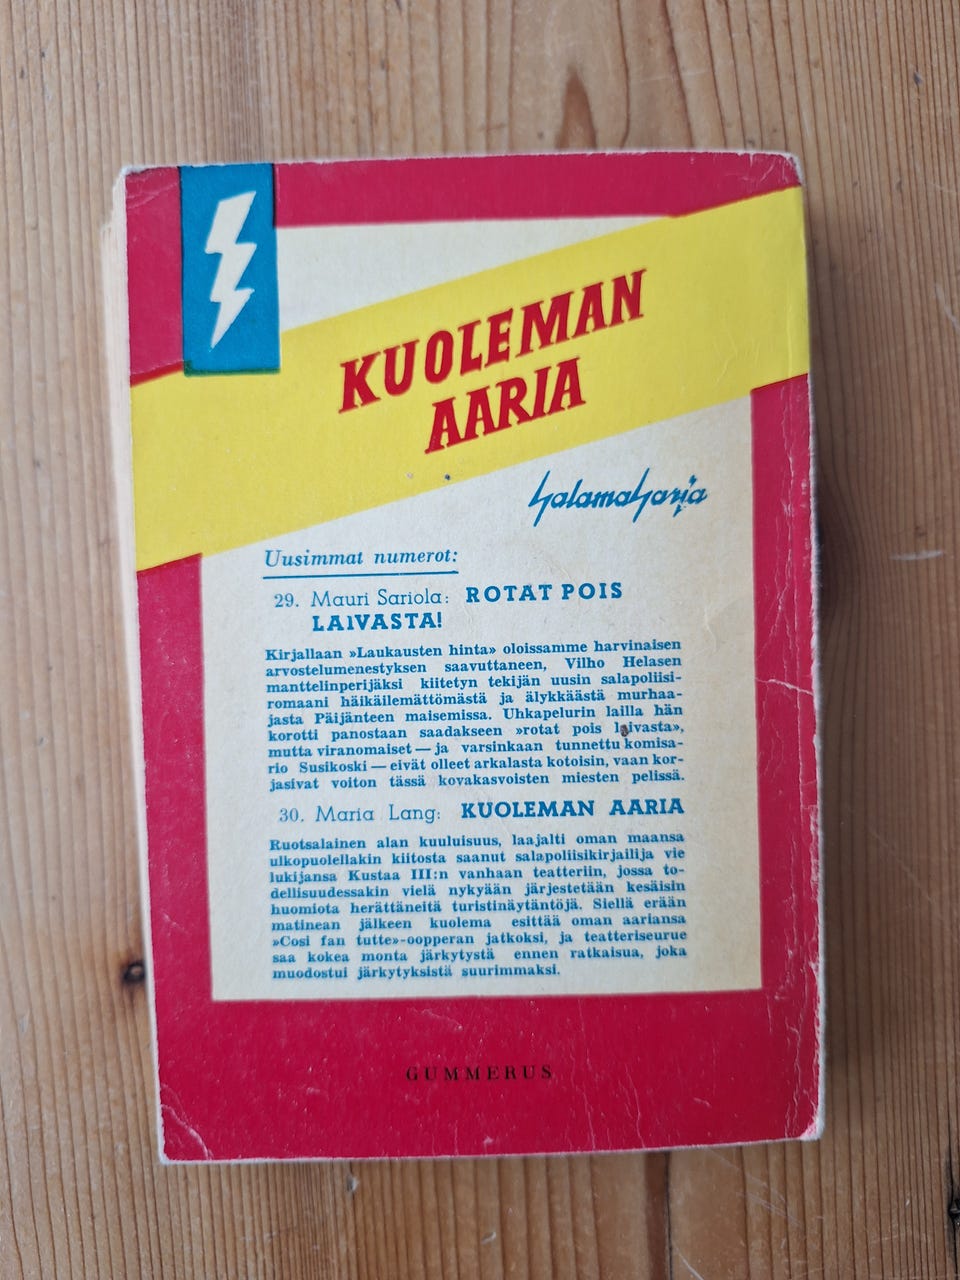 KUOLEMAN
AARIA
salamasarja
Uusimmat numerot:
29. Mauri Sariola: ROTAT POIS
LAIVASTA!
Kirjallaan »Laukausten hinta» oloissamme harvinaisen
arvostelumenestyksen saavuttaneen, Vilho Helasen
manttelinperijäksi kiitetyn tekijän uusin salapoliisi-
romaani häikäilemättömästä ja älykkäästä murhaa-
jasta Päijänteen maisemissa. Uhkapelurin lailla hän
korotti panostaan saadakseen »rotat pois laivasta»,
mutta viranomaiset — ja varsinkaan tunnettu komisa-
rio Susikoski — eivät olleet arkalasta kotoisin, vaan kor-
jasivat voiton tässä kovakasvoisten miesten pelissä.
30. Maria Lang: KUOLEMAN AARIA
Ruotsalainen alan kuuluisuus, laajalti oman maansa
ulkopuolellakin kiitosta saanut salapoliisikirjailija vie
lukijansa Kustaa III:n vanhaan teatteriin, jossa to-
dellisuudessakin vielä nykyään järjestetään kesäisin
huomiota herättäneitä turistinäytäntöjä. Siellä erään
matinean jälkeen kuolema esittää oman aariansa
»Cosi fan tutte»-oopperan jatkoksi, ja teatteriseurue
saa kokea monta järkytystä ennen ratkaisua, joka
muodostui järkytyksistä suurimmaksi.
GUMMERUS